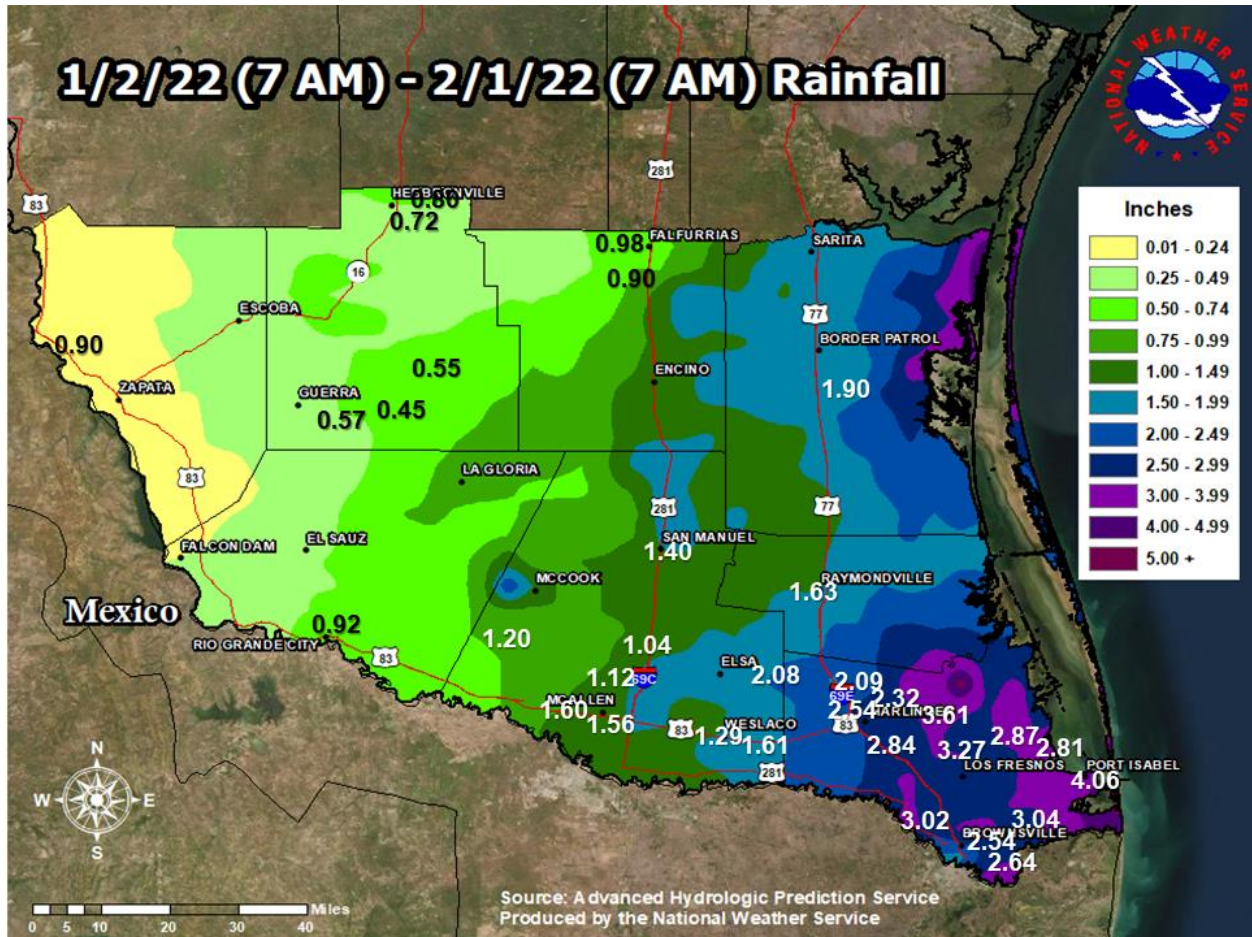 1/2/22 (7 AM) - 2/1/22 (7 AM) Rainfall
NATIONAL WEATHER SERVICE
Inches
0.01 - 0.24
0.25 - 0.49
0.50 - 0.74
0.75 - 0.99
1.00 - 1.49
1.50 - 1.99
2.00 - 2.49
2.50 - 2.99
3.00 - 3.99
4.00 - 4.99
5.00 +
281
83
HEBBRONVILLE
0.80
0.72
FALFURRIAS
0.98
SARITA
16
0.90
ESCOBA
77
0.90
BORDER PATROL
ZAPATA
0.55
ENCINO
1.90
GUERRA
0.57
0.45
LA GLORIA
83
281
77
FALCON DAM
EL SAUZ
SAN MANUEL
1.40
MCCOOK
RAYMONDVILLE
1.63
Mexico
0.92
RIO GRANDE CITY
83
1.20
1.04
ELSA
2.08
1.12
69C
2.09
69E
2.32
MCALLEN
1.60
1.56
83
WESLACO
1.29
1.61
2.54
83
HARLINGEN
3.61
2.84
2.87
3.27
2.81
LOS FRESNOS
PORT ISABEL
4.06
281
3.02
3.04
BROWNSVILLE
2.54
2.64
N
W
E
S
Miles
0 5 10 20 30 40
Source: Advanced Hydrologic Prediction Service
Produced by the National Weather Service